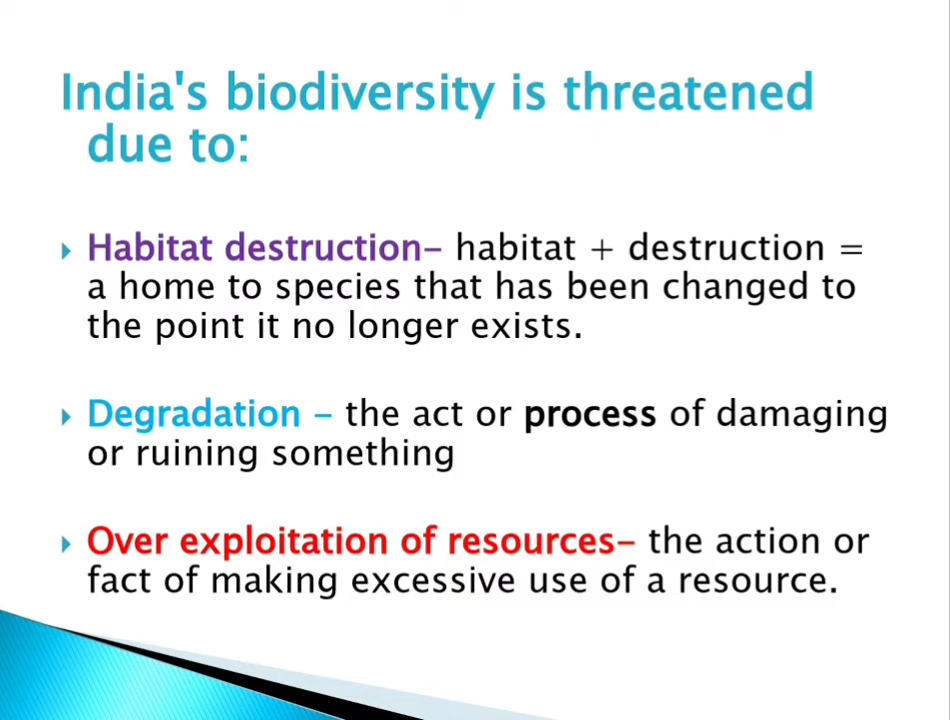 India's biodiversity is threatened
due to:
Habitat destruction– habitat + destruction =
a home to species that has been changed to
the point it no longer exists.
Degradation – the act or process of damaging
or ruining something
Over exploitation of resources– the action or
fact of making excessive use of a resource.